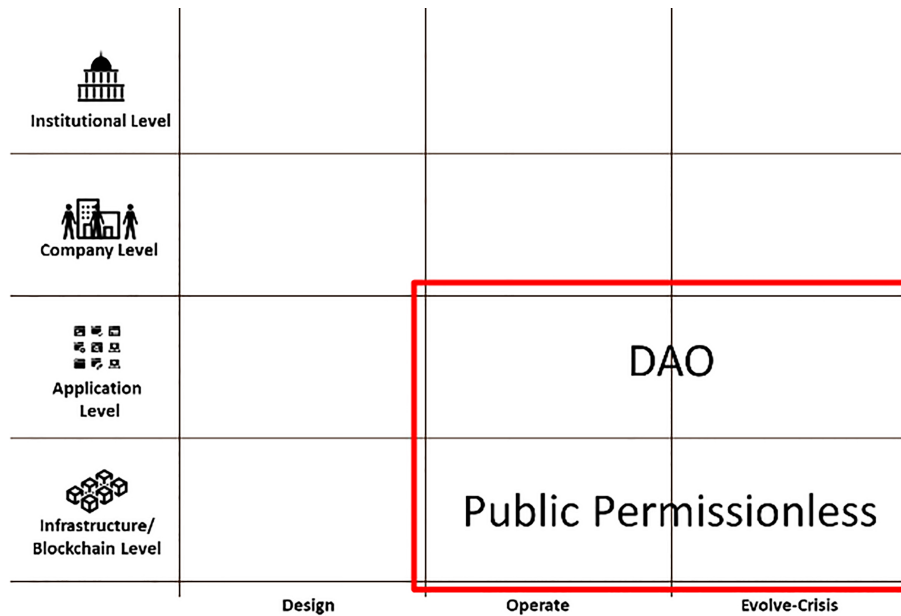 Institutional Level
Company Level
Application
Level
DAO
Infrastructure/
Blockchain Level
Public Permissionless
Design
Operate
Evolve-Crisis